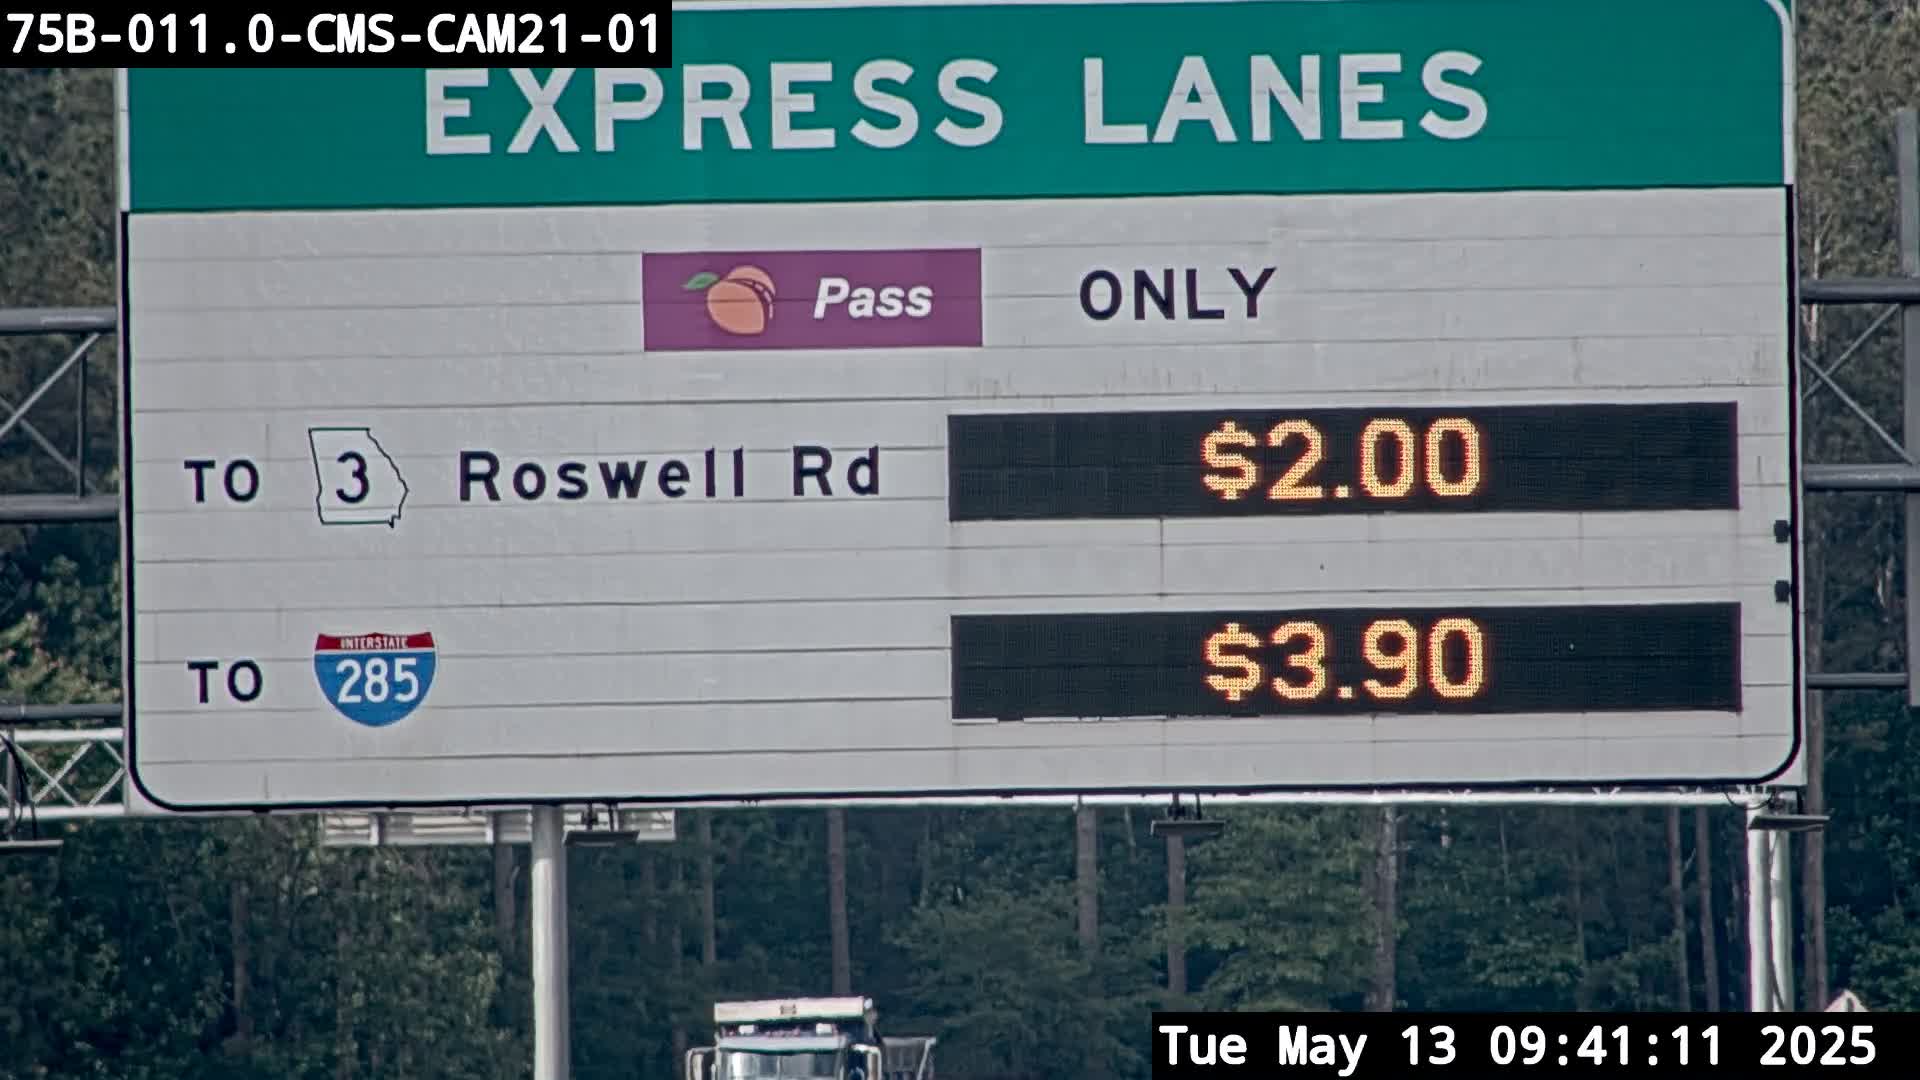 75B-011.0-CMS-CAM21-01
EXPRESS LANES
Pass ONLY
TO 3 Roswell Rd $2.00
INTERSTATE
TO 285 $3.90
Tue May 13 09:41:11 2025